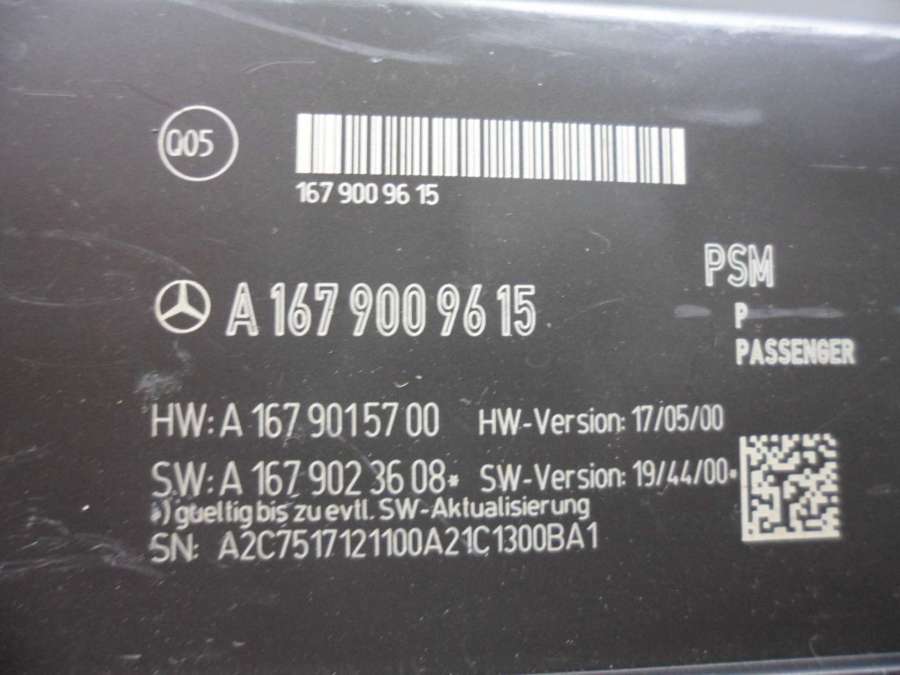 Q05
167 900 96 15
PSM
A 167 900 96 15
P
PASSENGER
HW: A 167 901 57 00 HW-Version: 17/05/00
SW: A 167 902 36 08* SW-Version: 19/44/00*
*) gueltig bis zu evtl. SW-Aktualisierung
SN: A2C7517121100A21C1300BA1